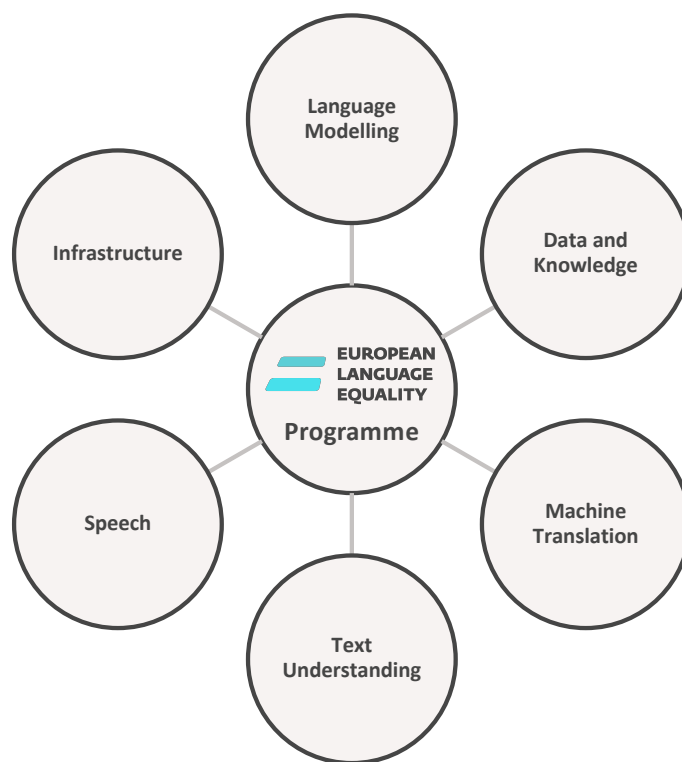 Language
Modelling
Infrastructure
Data and
Knowledge
EUROPEAN
LANGUAGE
EQUALITY
Programme
Speech
Machine
Translation
Text
Understanding